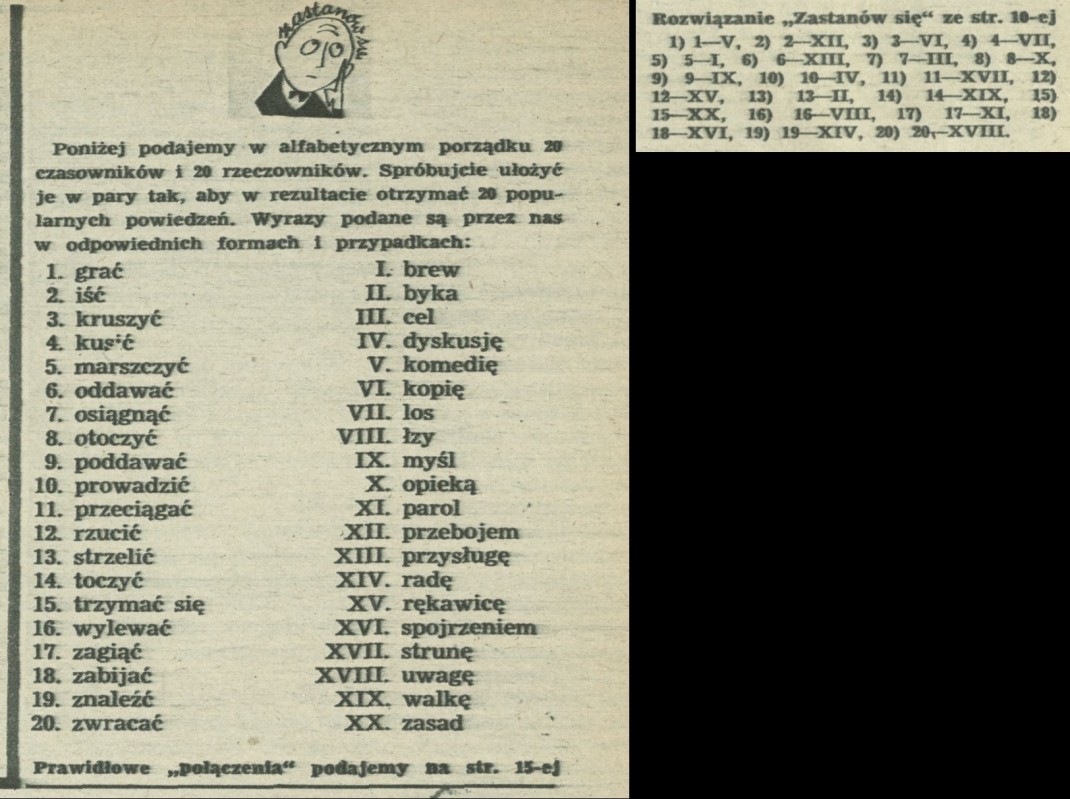 Zastanów się
Poniżej podajemy w alfabetycznym porządku 20
czasowników i 20 rzeczowników. Spróbujcie ułożyć
je w pary tak, aby w rezultacie otrzymać 20 popu-
larnych powiedzeń. Wyrazy podane są przez nas
w odpowiednich formach i przypadkach:
1. grać I. brew
2. iść II. byka
3. kruszyć III. cel
4. kusić IV. dyskusję
5. marszczyć V. komedię
6. oddawać VI. kopię
7. osiągnąć VII. los
8. otoczyć VIII. łzy
9. poddawać IX. myśl
10. prowadzić X. opieką
11. przeciągać XI. parol
12. rzucić XII. przebojem
13. strzelić XIII. przysługę
14. toczyć XIV. radę
15. trzymać się XV. rękawicę
16. wylewać XVI. spojrzeniem
17. zagiąć XVII. strunę
18. zabijać XVIII. uwagę
19. znaleźć XIX. walkę
20. zwracać XX. zasad
Prawidłowe „połączenia" podajemy na str. 15-ej
Rozwiązanie „Zastanów się" ze str. 10-ej
1) 1—V, 2) 2—XII, 3) 3—VI, 4) 4—VII,
5) 5—I, 6) 6—XIII, 7) 7—III, 8) 8—X,
9) 9—IX, 10) 10—IV, 11) 11—XVII, 12)
12—XV, 13) 13—II, 14) 14—XIX, 15)
15—XX, 16) 16—VIII, 17) 17—XI, 18)
18—XVI, 19) 19—XIV, 20) 20—XVIII.